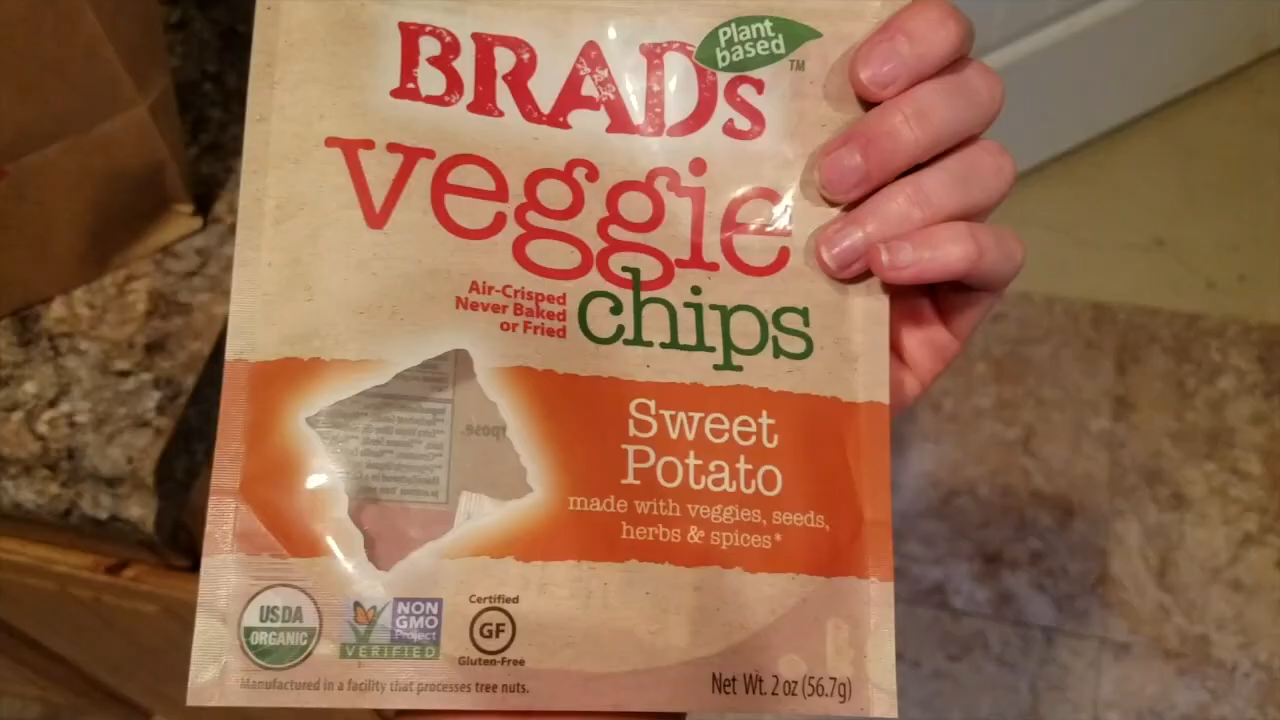 Plant
based
BRADs™
veggie
Air-Crisped
Never Baked
or Fried
chips
Sweet
Potato
made with veggies, seeds,
herbs & spices*
USDA
ORGANIC
NON
GMO
Project
VERIFIED
Certified
GF
Gluten-Free
*Manufactured in a facility that processes tree nuts.
Net Wt. 2 oz (56.7g)